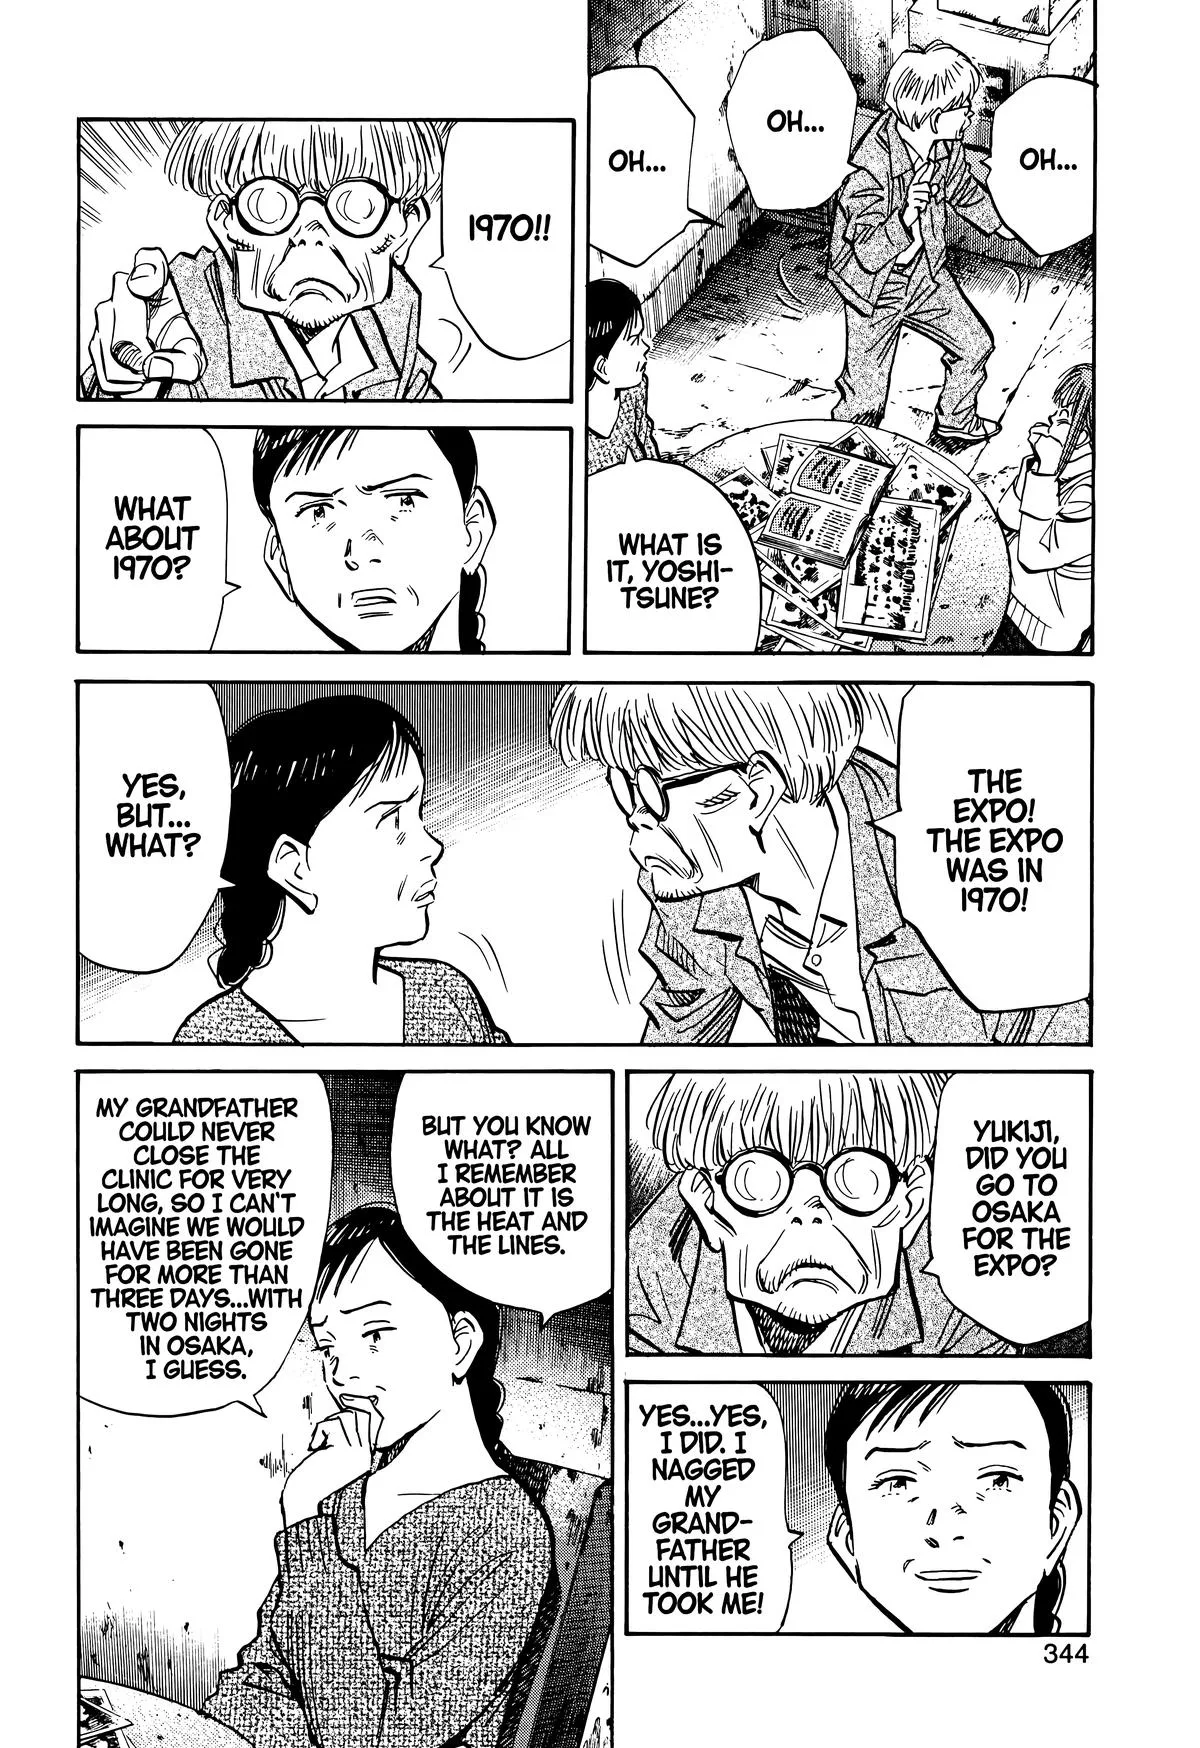 OH...
OH...
OH...
WHAT IS
IT, YOSHI-
TSUNE?
1970!!
WHAT
ABOUT
1970?
THE
EXPO!
THE EXPO
WAS IN
1970!
YES,
BUT...
WHAT?
YUKIJI,
DID YOU
GO TO
OSAKA
FOR THE
EXPO?
YES...YES,
I DID. I
NAGGED
MY
GRAND-
FATHER
UNTIL HE
TOOK ME!
BUT YOU KNOW
WHAT? ALL
I REMEMBER
ABOUT IT IS
THE HEAT AND
THE LINES.
MY GRANDFATHER
COULD NEVER
CLOSE THE
CLINIC FOR VERY
LONG, SO I CAN'T
IMAGINE WE WOULD
HAVE BEEN GONE
FOR MORE THAN
THREE DAYS...WITH
TWO NIGHTS
IN OSAKA,
I GUESS.
344